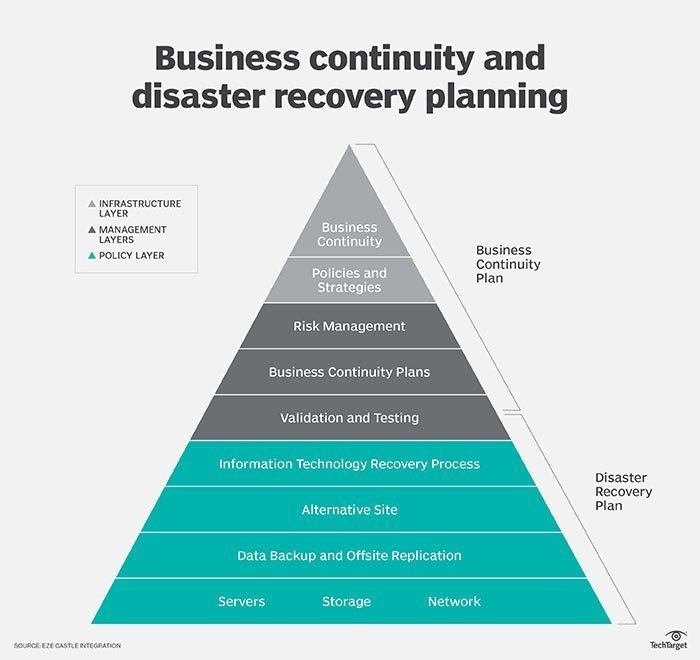 Business continuity and
disaster recovery planning
INFRASTRUCTURE
LAYER
MANAGEMENT
LAYERS
POLICY LAYER
Business
Continuity
Policies and
Strategies
Risk Management
Business Continuity Plans
Validation and Testing
Information Technology Recovery Process
Alternative Site
Data Backup and Offsite Replication
Servers Storage Network
Business
Continuity
Plan
Disaster
Recovery
Plan
SOURCE: EZE CASTLE INTEGRATION
TechTarget